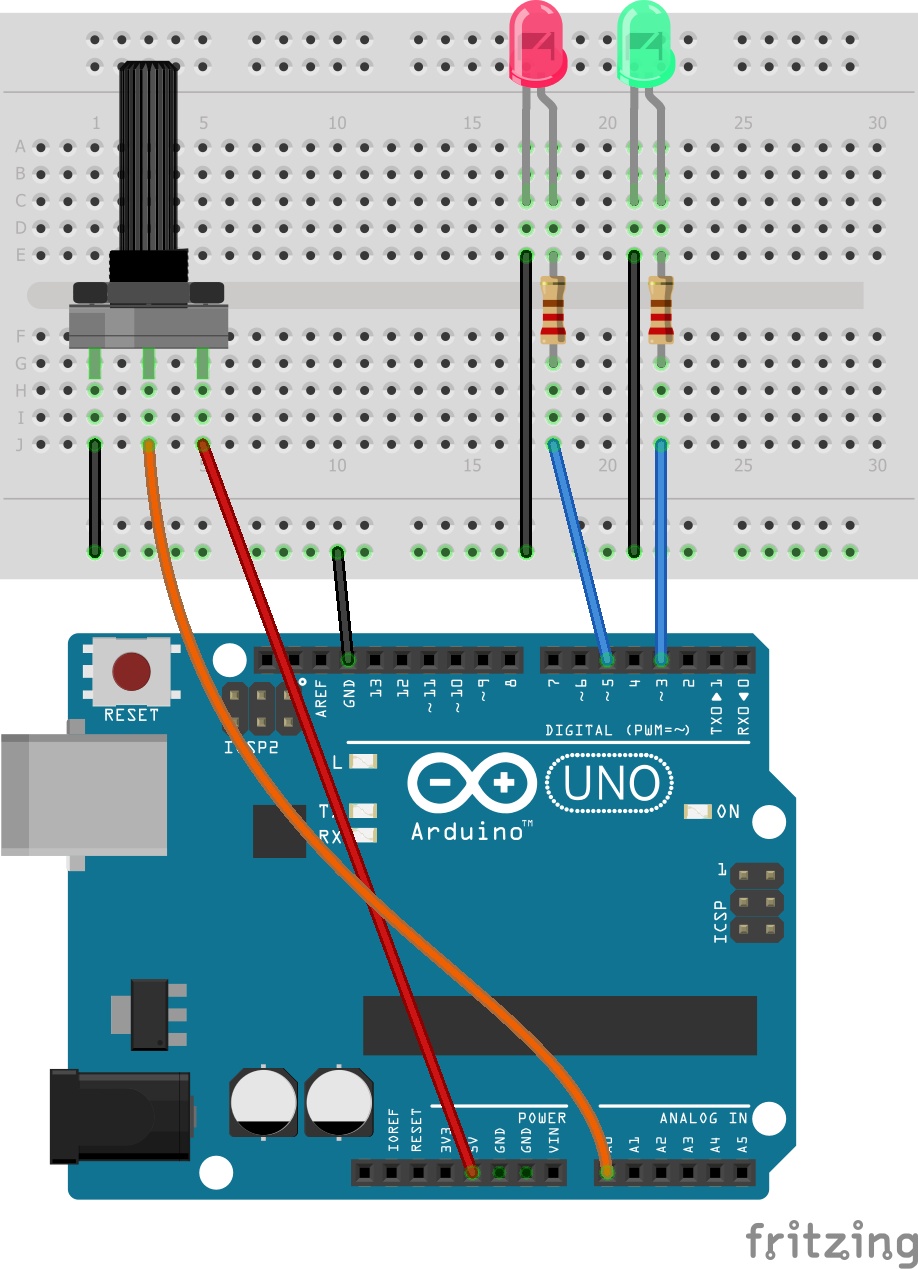 1 5 10 15 20 25 30
A
B
C
D
E
F
G
H
I
J
5 10 15 20 25 30
RESET
ICSP2
AREF
GND
13
12
~11
~10
~9
8
7
~6
~5
4
~3
2
TX0▶1
RX0◀0
DIGITAL (PWM=~)
L
TX
RX
UNO
Arduino™
ON
1
ICSP
POWER
ANALOG IN
IOREF
RESET
3V3
5V
GND
GND
VIN
A0
A1
A2
A3
A4
A5
fritzing